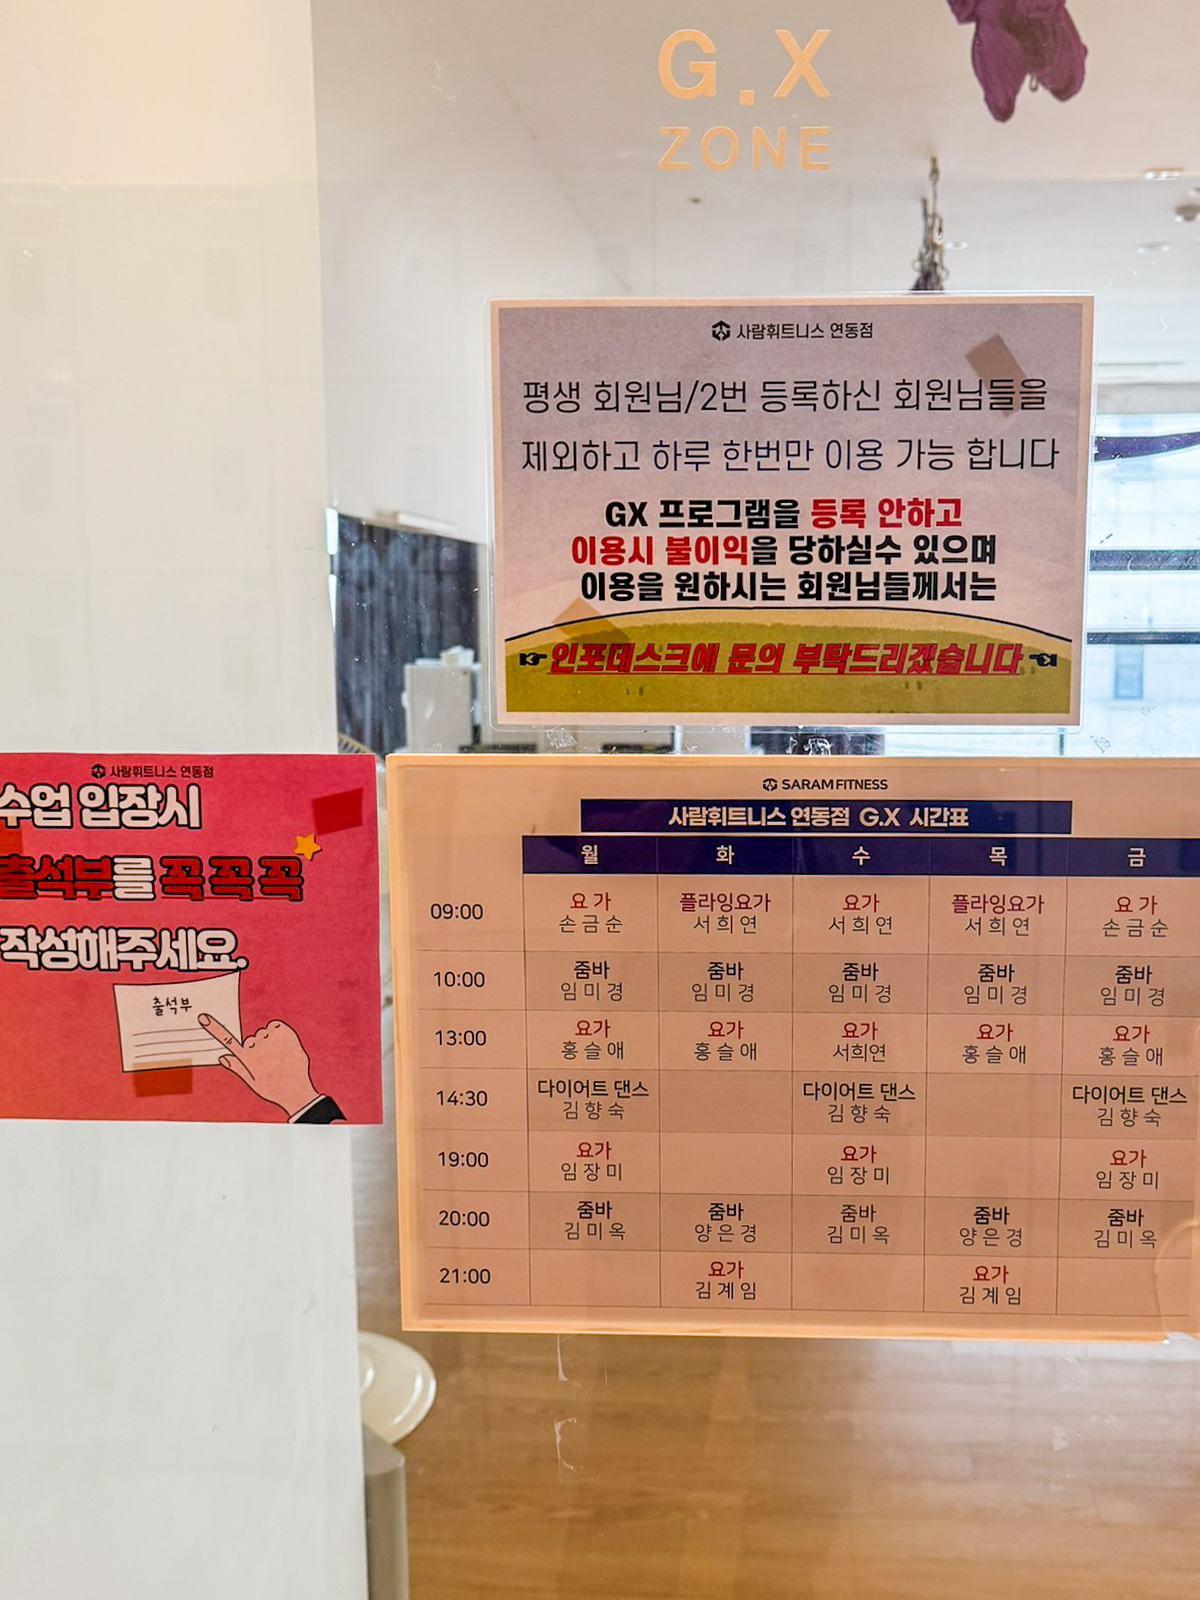 G.X
ZONE
사람휘트니스 연동점
평생 회원님/2번 등록하신 회원님들을
제외하고 하루 한번만 이용 가능 합니다
GX 프로그램을 등록 안하고
이용시 불이익을 당하실수 있으며
이용을 원하시는 회원님들께서는
인포데스크에 문의 부탁드리겠습니다
사람휘트니스 연동점
수업 입장시
출석부를 꼭 꼭 꼭
작성해주세요.
출석부
SARAM FITNESS
사람휘트니스 연동점 G.X 시간표
월 화 수 목 금
09:00 요 가 플라잉요가 요가 플라잉요가 요 가
손 금 순 서 희 연 서 희 연 서 희 연 손 금 순
10:00 줌바 줌바 줌바 줌바 줌바
임 미 경 임 미 경 임 미 경 임 미 경 임 미 경
13:00 요가 요가 요가 요가 요가
홍 슬 애 홍 슬 애 서희연 홍 슬 애 홍 슬 애
14:30 다이어트 댄스 다이어트 댄스 다이어트 댄스
김 향 숙 김 향 숙 김 향 숙
19:00 요가 요가 요가
임 장 미 임 장 미 임 장 미
20:00 줌바 줌바 줌바 줌바 줌바
김 미 옥 양 은 경 김 미 옥 양 은 경 김 미 옥
21:00 요가 요가
김 계 임 김 계 임